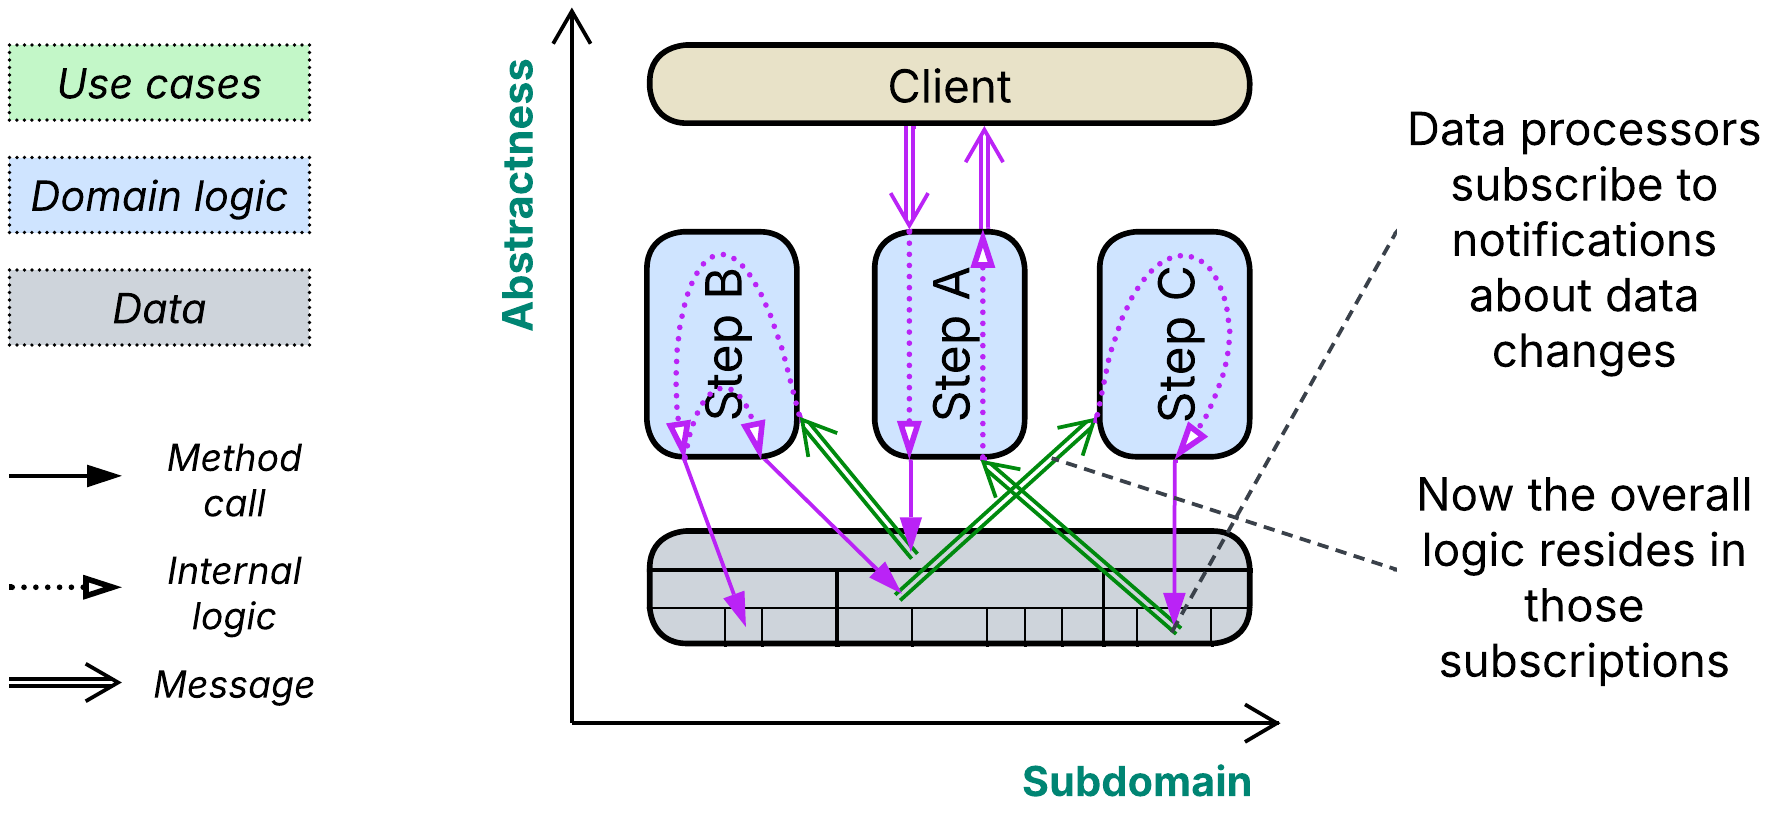 Use cases
Domain logic
Data
Method
call
Internal
logic
Message
Abstractness
Client
Step B
Step A
Step C
Subdomain
Data processors
subscribe to
notifications
about data
changes
Now the overall
logic resides in
those
subscriptions